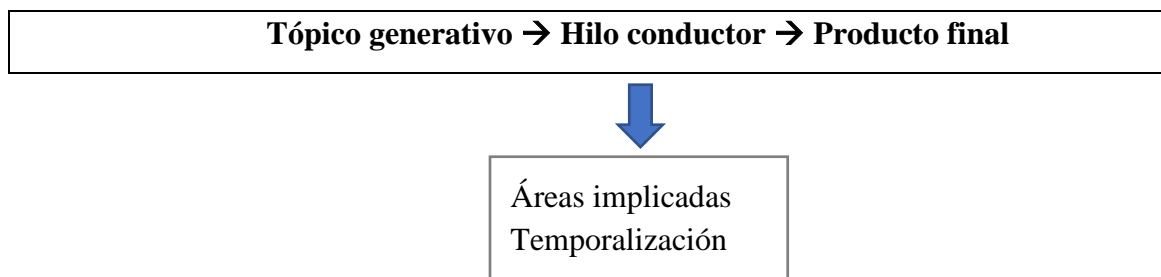 Tópico generativo → Hilo conductor → Producto final
Áreas implicadas
Temporalización